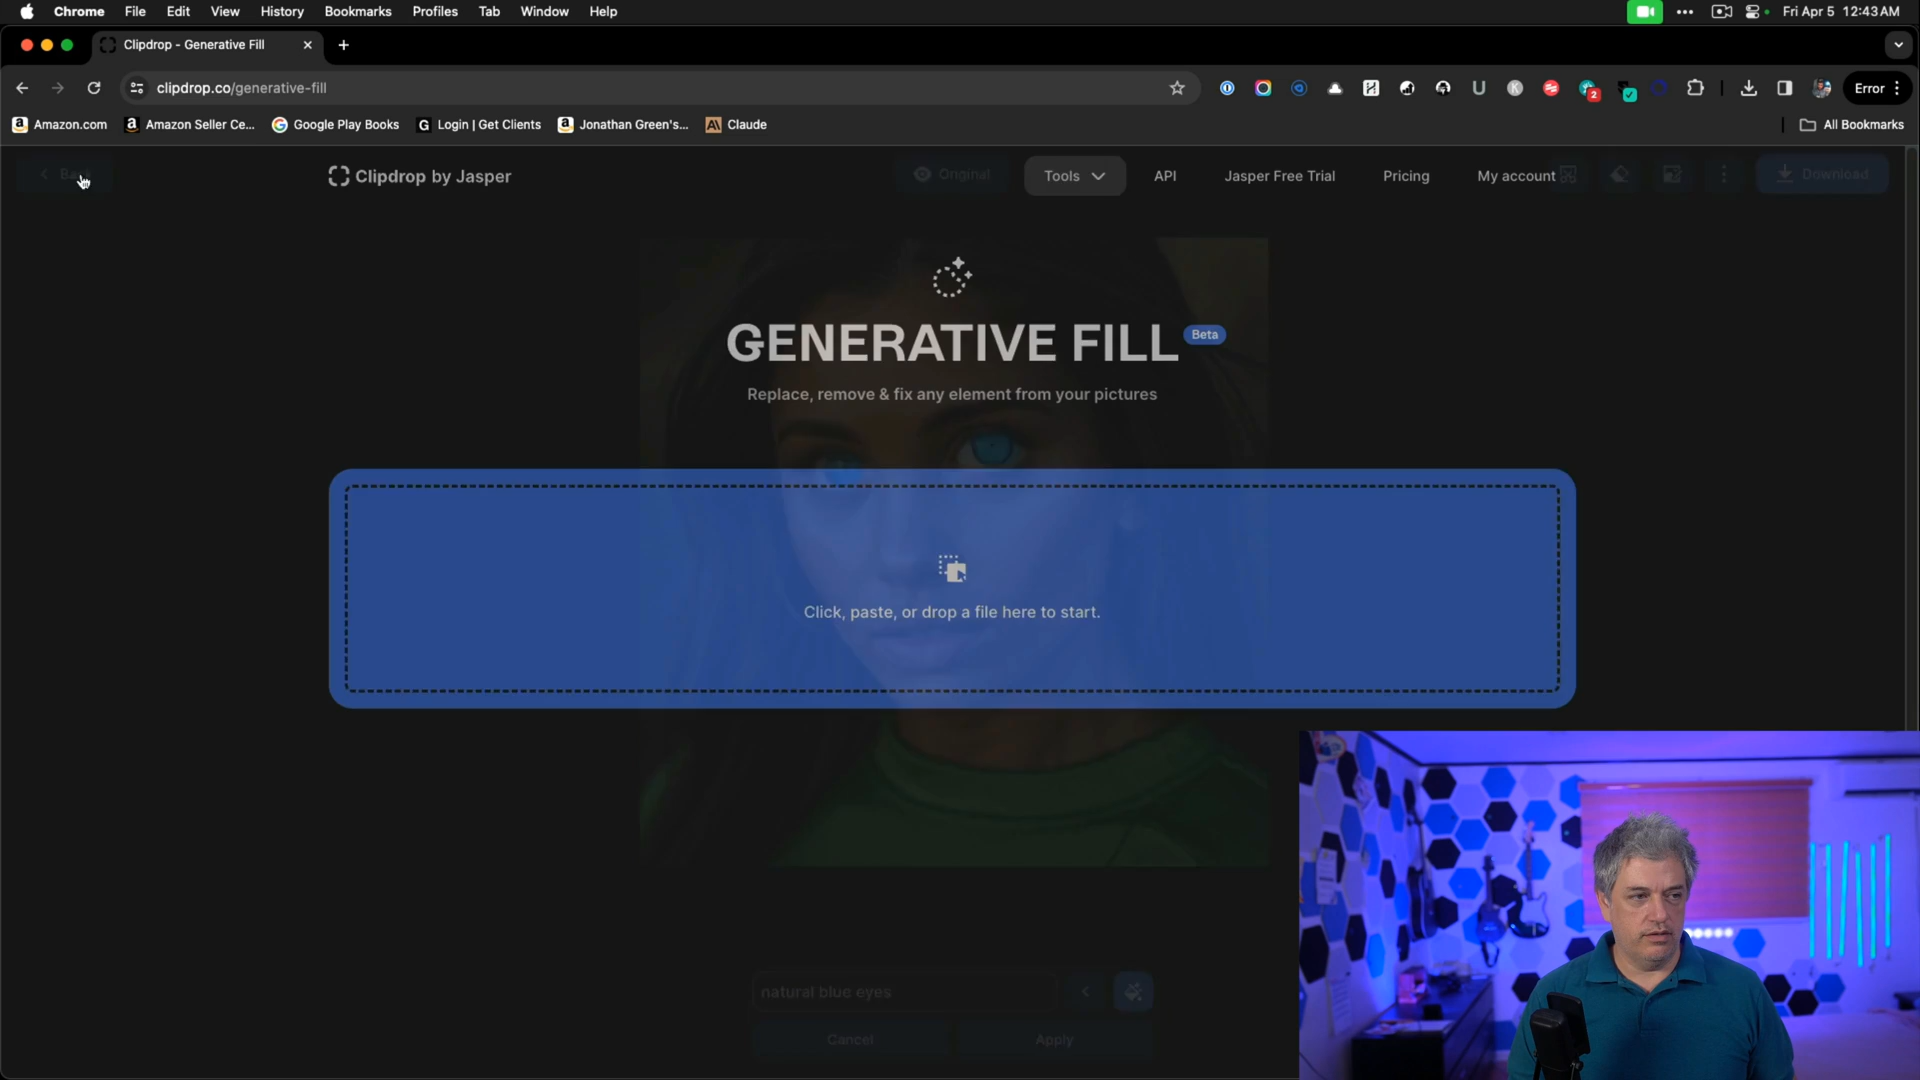 Chrome File Edit View History Bookmarks Profiles Tab Window Help
Fri Apr 5 12:43 AM
Clipdrop - Generative Fill
clipdrop.co/generative-fill
2
Error
Amazon.com
Amazon Seller Ce...
Google Play Books
Login | Get Clients
Jonathan Green's...
Claude
All Bookmarks
Clipdrop by Jasper
Original
Tools
API
Jasper Free Trial
Pricing
My account
Download
GENERATIVE FILL
Beta
Replace, remove & fix any element from your pictures
Click, paste, or drop a file here to start.
natural blue eyes
Cancel
Apply